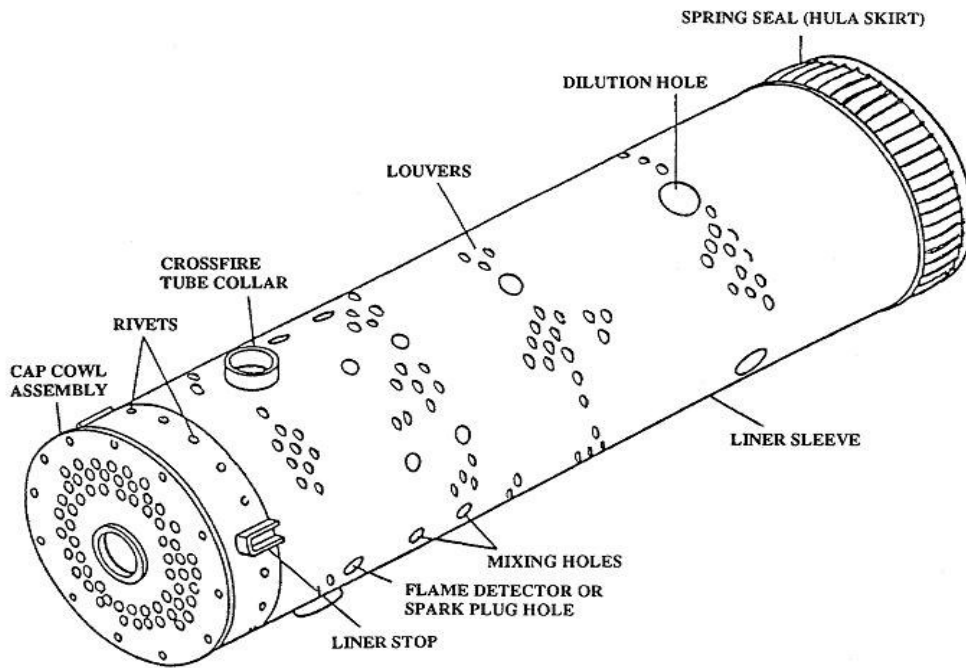 SPRING SEAL (HULA SKIRT)
DILUTION HOLE
LOUVERS
CROSSFIRE
TUBE COLLAR
RIVETS
CAP COWL
ASSEMBLY
LINER SLEEVE
MIXING HOLES
FLAME DETECTOR OR
SPARK PLUG HOLE
LINER STOP